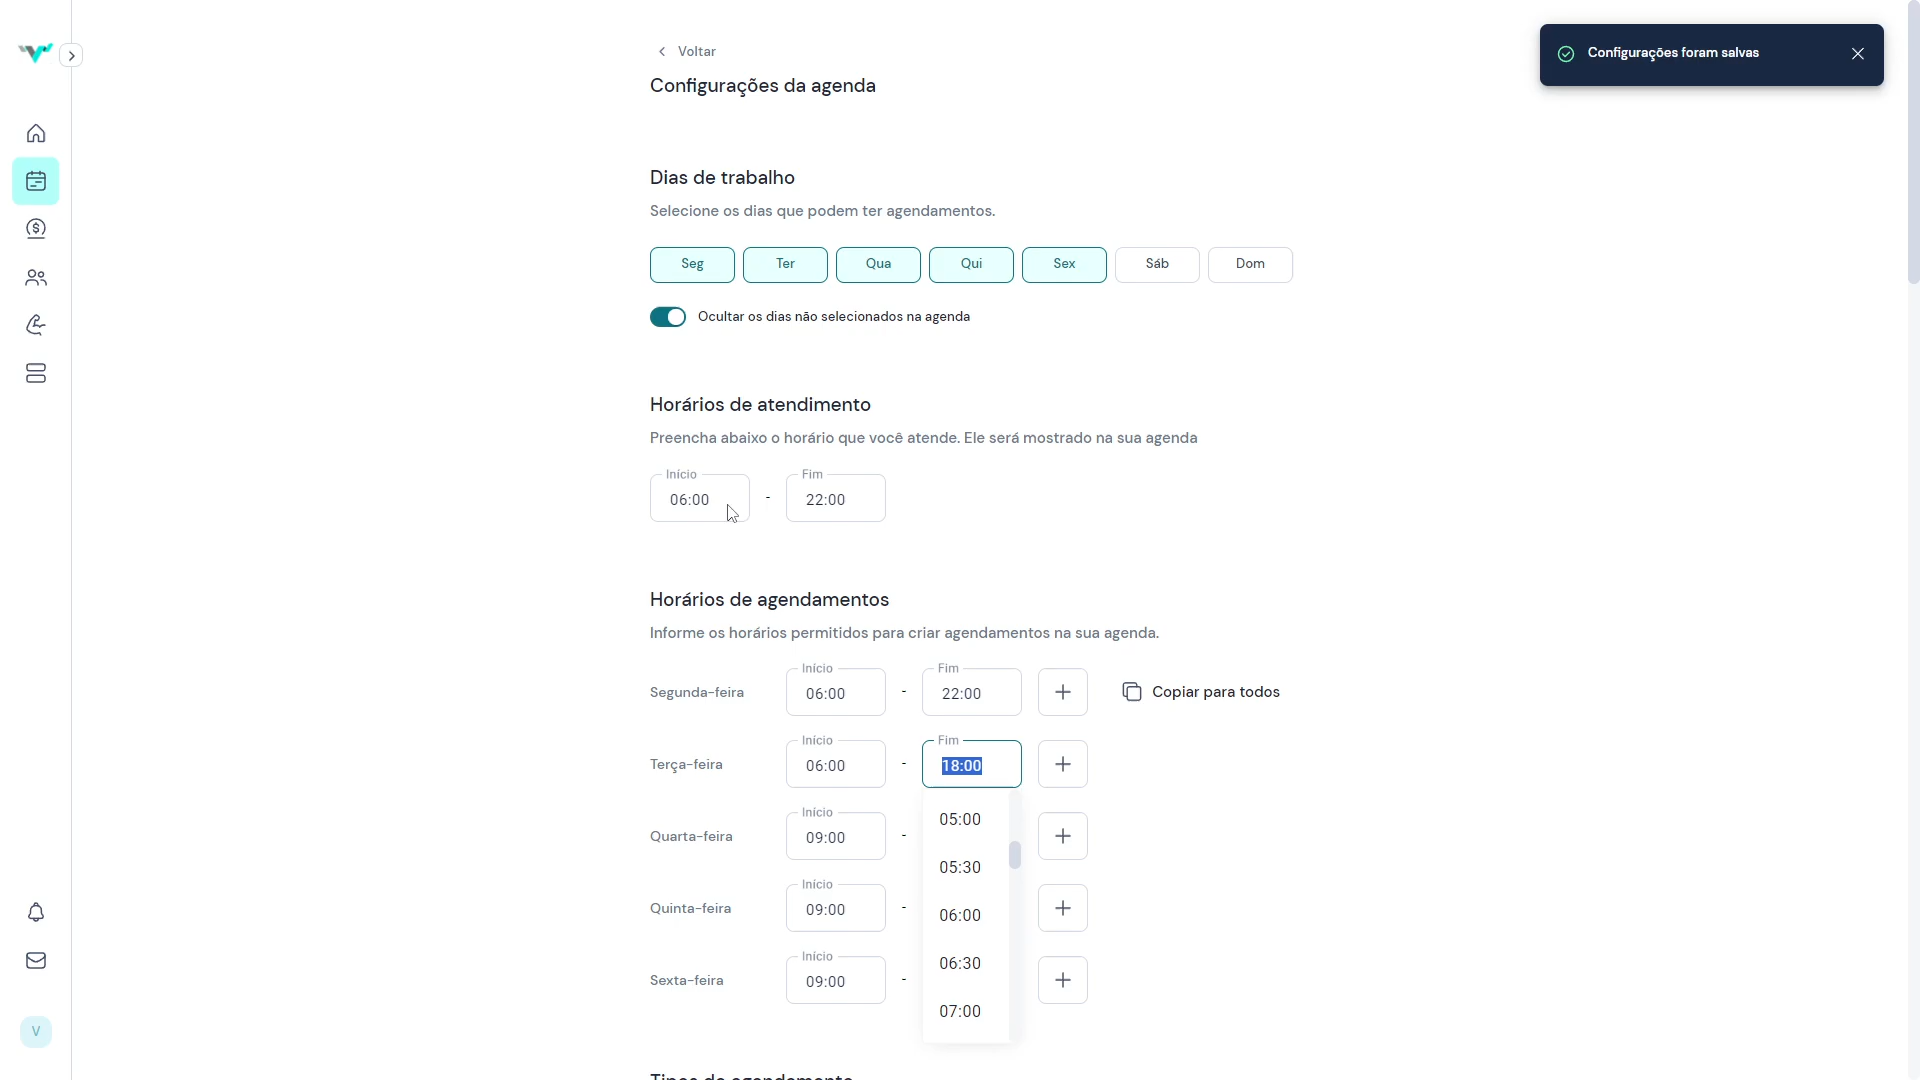 Voltar
Configurações foram salvas
Configurações da agenda
Dias de trabalho
Selecione os dias que podem ter agendamentos.
Seg Ter Qua Qui Sex Sáb Dom
Ocultar os dias não selecionados na agenda
Horários de atendimento
Preencha abaixo o horário que você atende. Ele será mostrado na sua agenda
Início Fim
06:00 - 22:00
Horários de agendamentos
Informe os horários permitidos para criar agendamentos na sua agenda.
Início Fim
Segunda-feira 06:00 - 22:00 Copiar para todos
Início Fim
Terça-feira 06:00 - 18:00
05:00
Início
Quarta-feira 09:00 -
05:30
Início
Quinta-feira 09:00 -
06:00
Início
06:30
Sexta-feira 09:00 -
07:00
V
Tipos de agendamento